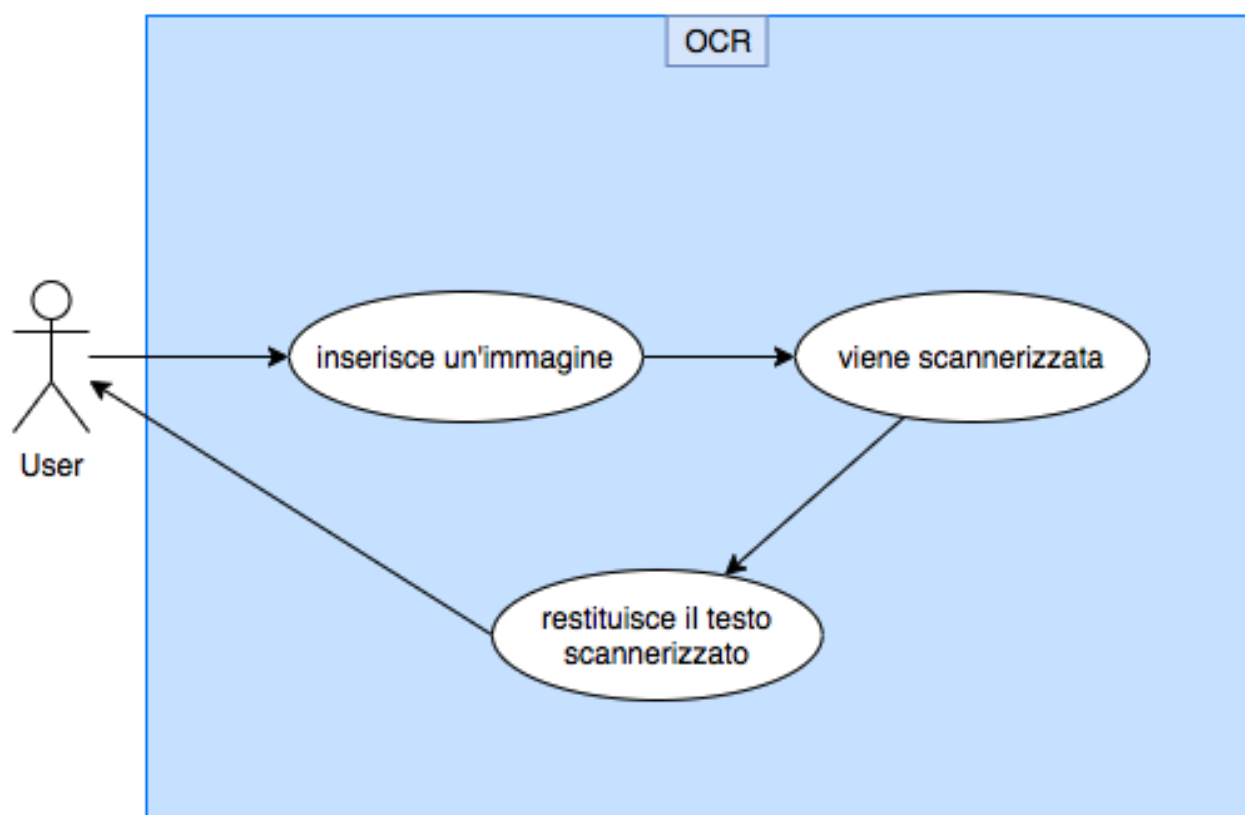 OCR
inserisce un'immagine
viene scannerizzata
User
restituisce il testo
scannerizzato